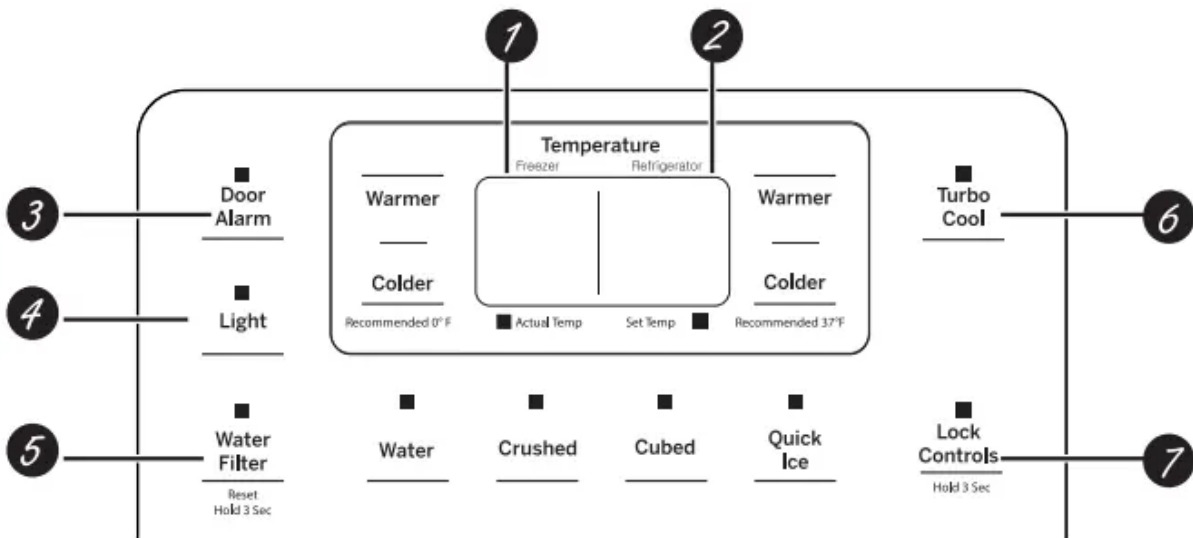 1
2
Temperature
Freezer
Refrigerator
3
Door
Alarm
Warmer
Warmer
Turbo
Cool
6
4
Light
Colder
Colder
Recommended 0° F
Actual Temp
Set Temp
Recommended 37°F
5
Water
Filter
Reset
Hold 3 Sec
Water
Crushed
Cubed
Quick
Ice
Lock
Controls
Hold 3 Sec
7